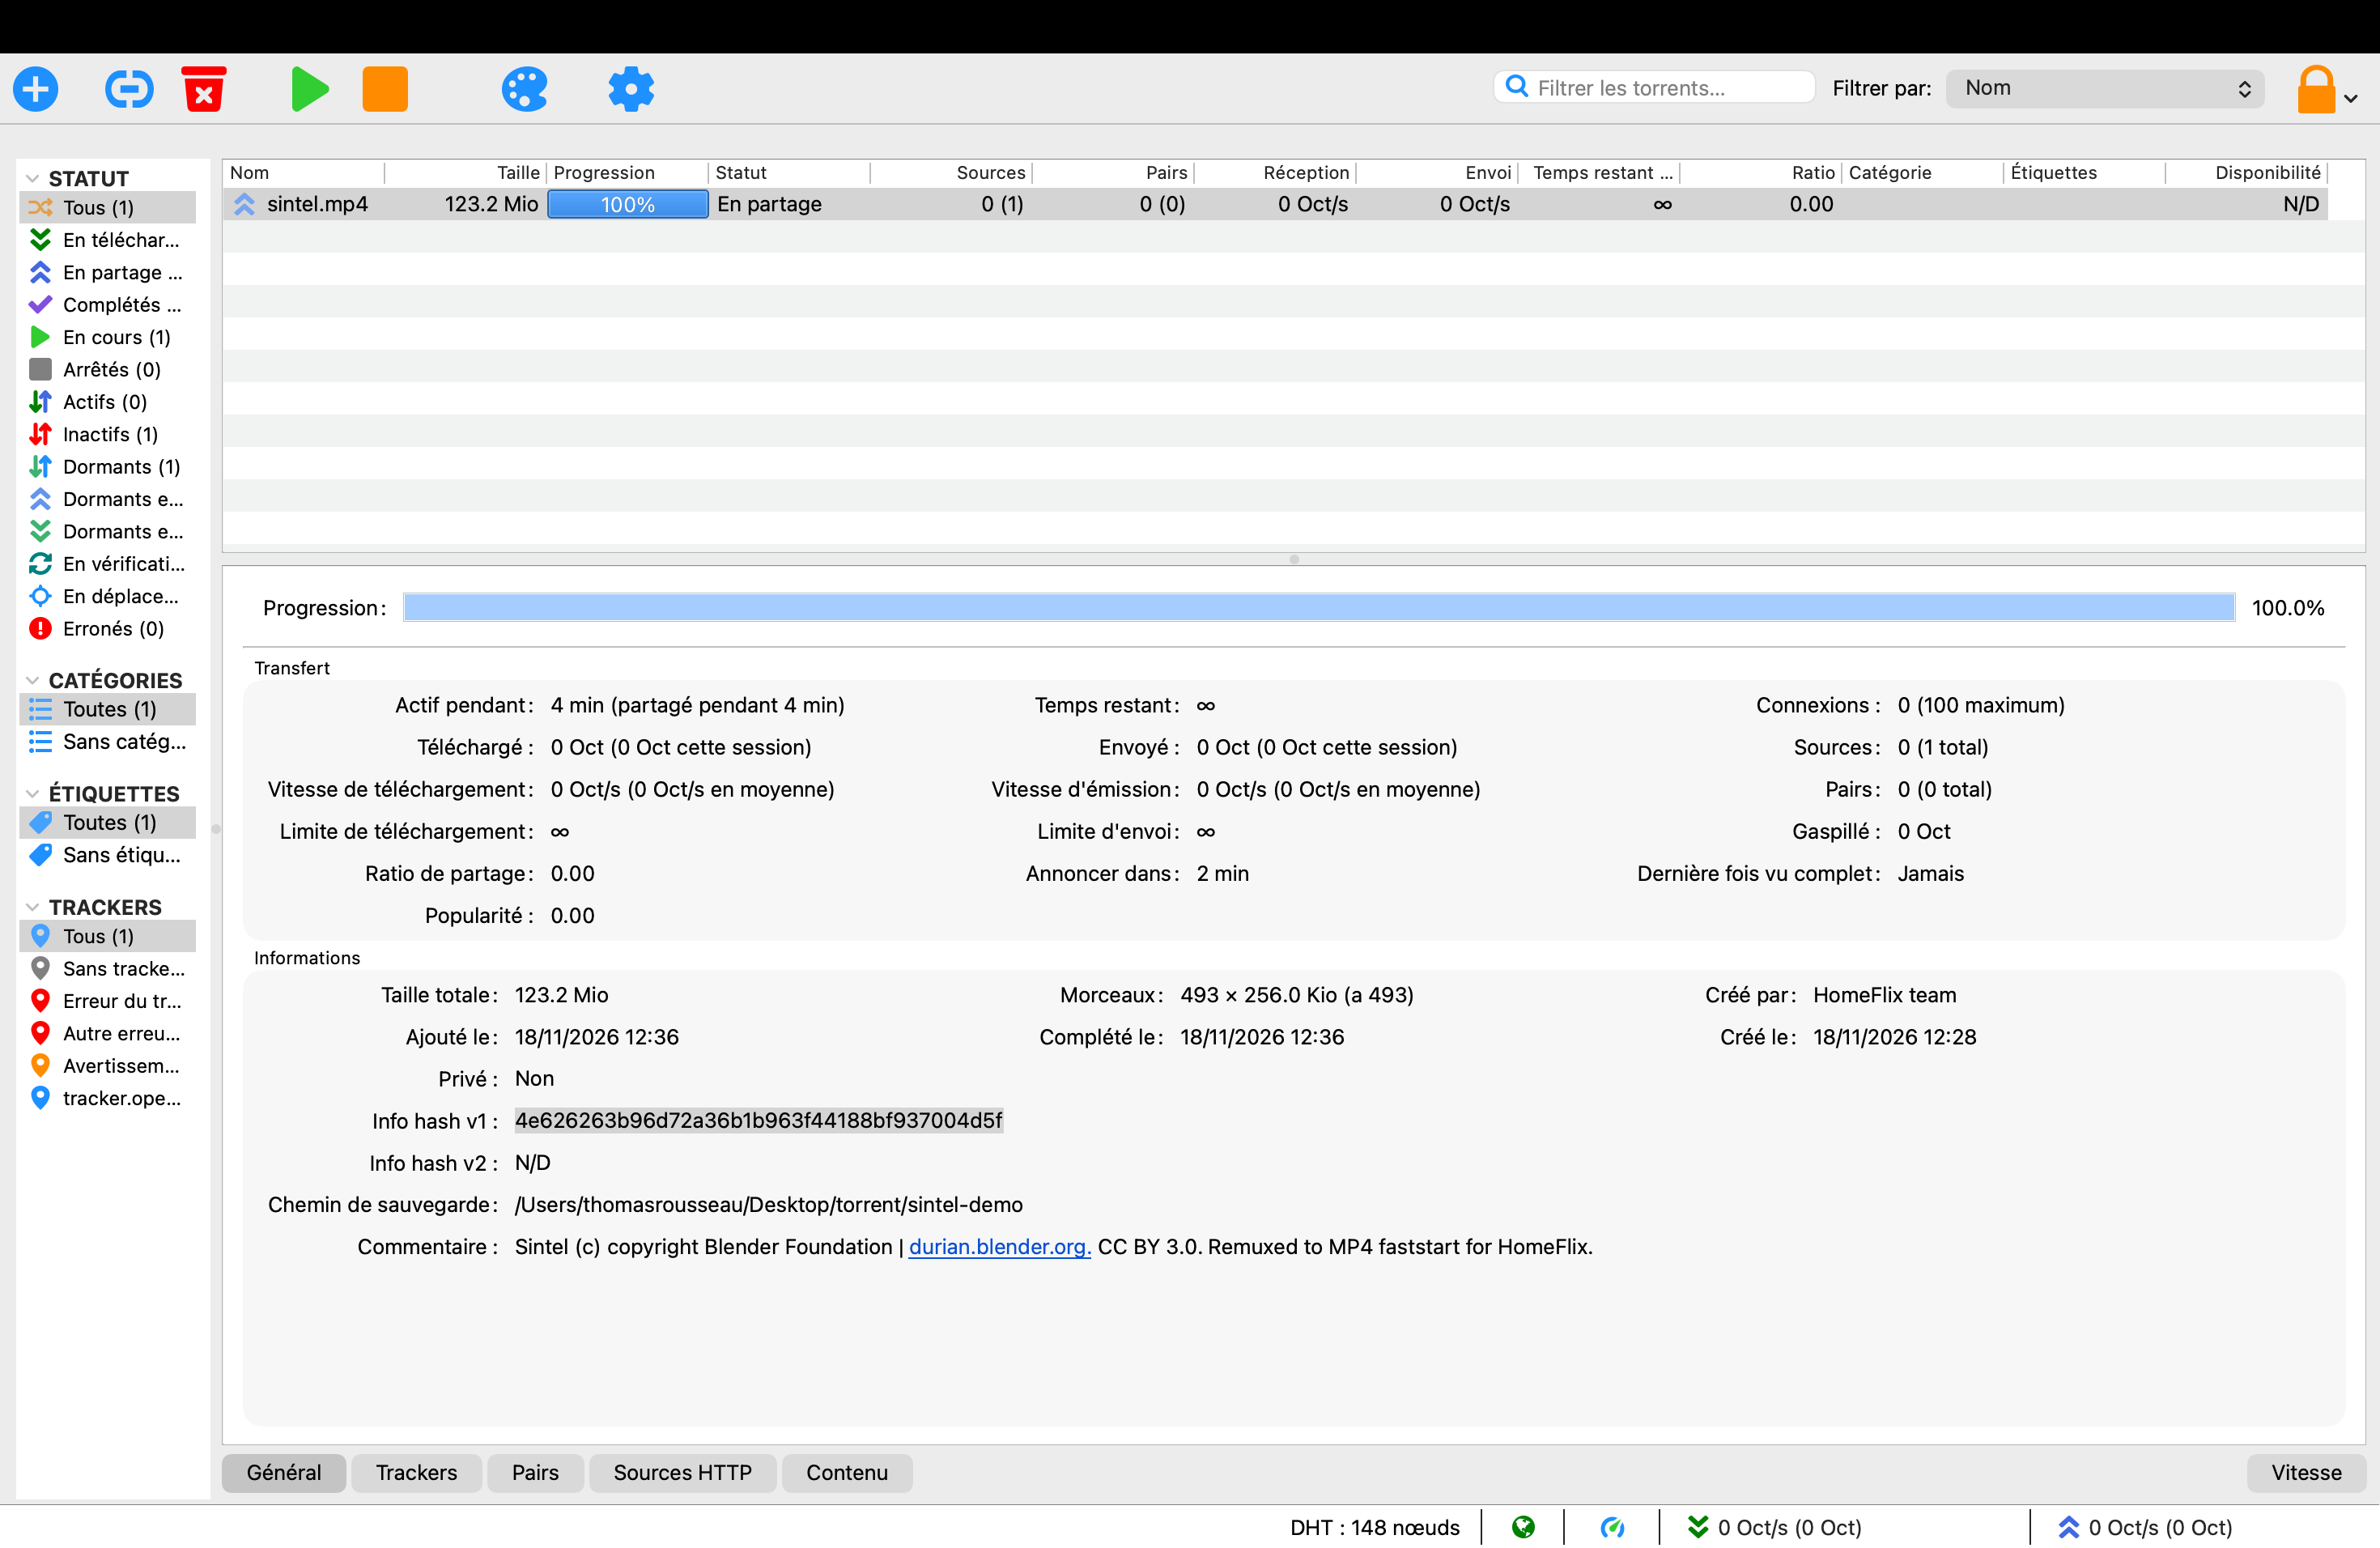 Filtrer les torrents... Filtrer par: Nom
STATUT
Tous (1)
En téléchar...
En partage ...
Complétés ...
En cours (1)
Arrêtés (0)
Actifs (0)
Inactifs (1)
Dormants (1)
Dormants e...
Dormants e...
En vérificati...
En déplace...
Erronés (0)
CATÉGORIES
Toutes (1)
Sans catég...
ÉTIQUETTES
Toutes (1)
Sans étiqu...
TRACKERS
Tous (1)
Sans tracke...
Erreur du tr...
Autre erreu...
Avertissem...
tracker.ope...
Nom Taille Progression Statut Sources Pairs Réception Envoi Temps restant ... Ratio Catégorie Étiquettes Disponibilité
sintel.mp4 123.2 Mio 100% En partage 0 (1) 0 (0) 0 Oct/s 0 Oct/s ∞ 0.00 N/D
Progression : 100.0%
Transfert
Actif pendant : 4 min (partagé pendant 4 min) Temps restant : ∞ Connexions : 0 (100 maximum)
Téléchargé : 0 Oct (0 Oct cette session) Envoyé : 0 Oct (0 Oct cette session) Sources : 0 (1 total)
Vitesse de téléchargement : 0 Oct/s (0 Oct/s en moyenne) Vitesse d'émission : 0 Oct/s (0 Oct/s en moyenne) Pairs : 0 (0 total)
Limite de téléchargement : ∞ Limite d'envoi : ∞ Gaspillé : 0 Oct
Ratio de partage : 0.00 Annoncer dans : 2 min Dernière fois vu complet : Jamais
Popularité : 0.00
Informations
Taille totale : 123.2 Mio Morceaux : 493 × 256.0 Kio (a 493) Créé par : HomeFlix team
Ajouté le : 18/11/2026 12:36 Complété le : 18/11/2026 12:36 Créé le : 18/11/2026 12:28
Privé : Non
Info hash v1 : 4e626263b96d72a36b1b963f44188bf937004d5f
Info hash v2 : N/D
Chemin de sauvegarde : /Users/thomasrousseau/Desktop/torrent/sintel-demo
Commentaire : Sintel (c) copyright Blender Foundation | durian.blender.org. CC BY 3.0. Remuxed to MP4 faststart for HomeFlix.
Général Trackers Pairs Sources HTTP Contenu Vitesse
DHT : 148 nœuds 0 Oct/s (0 Oct) 0 Oct/s (0 Oct)